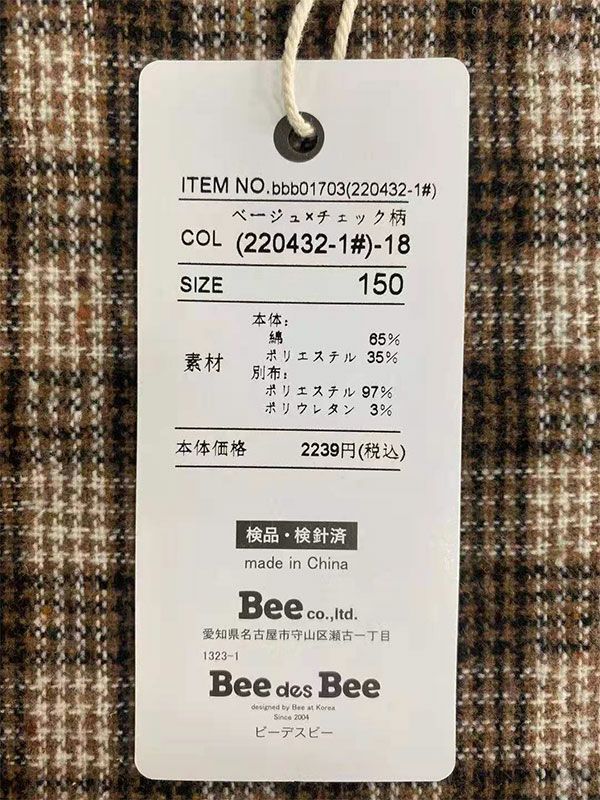 ITEM NO.bbb01703(220432-1#)
ベージュ×チェック柄
COL (220432-1#)-18
SIZE 150
本体:
綿 65%
ポリエステル 35%
素材
別布:
ポリエステル 97%
ポリウレタン 3%
本体価格 2239円(税込)
検品・検針済
made in China
Bee co.,ltd.
愛知県名古屋市守山区瀬古一丁目
1323-1
Bee des Bee
designed by Bee at Korea
Since 2004
ビーデスビー